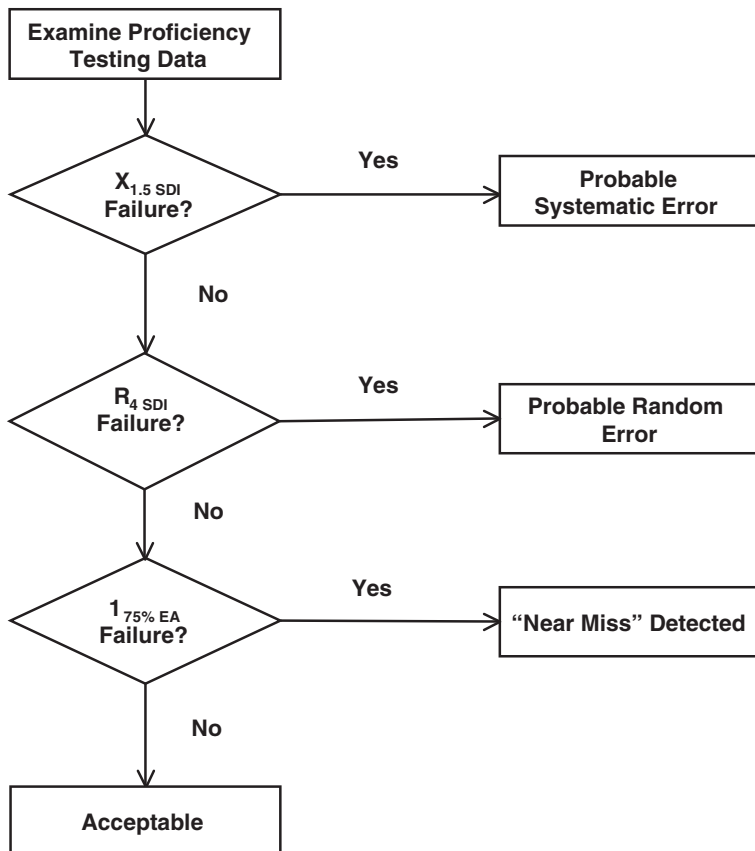 Examine Proficiency
Testing Data
X1.5 SDI
Failure?
Yes
Probable
Systematic Error
No
R4 SDI
Failure?
Yes
Probable Random
Error
No
175% EA
Failure?
Yes
“Near Miss” Detected
No
Acceptable